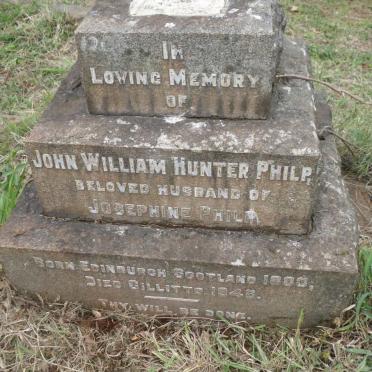 In
Loving Memory
of
John William Hunter Philp
beloved husband of
Josephine Philp
Born Edinburgh Scotland
Died Gillitts 1948.
Thy will be done.